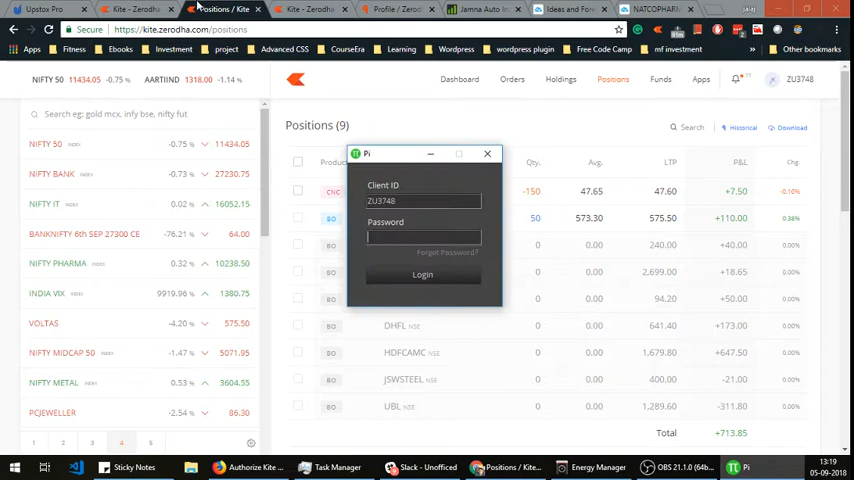 Upstox Pro
Kite - Zerodha
Positions / Kite
Kite - Zerodha
Profile / Zerodha
Jamna Auto In
Ideas and For
NATCOPHARM
jalaj
Secure https://kite.zerodha.com/positions
91m
Apps Ebooks Investment project Advanced CSS CourseEra Learning Wordpress wordpress plugin Free Code Camp mf investment Other bookmarks
NIFTY 50 11434.05 -0.75 % AARTIIND 1318.00 -1.14 %
Dashboard Orders Holdings Positions Funds Apps ZU3748
Search eg: gold mcx, infy bse, nifty fut
NIFTY 50 INDEX -0.75 % 11434.05
NIFTY BANK INDEX -0.73 % 27230.75
NIFTY IT INDEX 0.02 % 16052.15
BANKNIFTY 6th SEP 27300 CE -76.21 % 64.00
NIFTY PHARMA INDEX 0.32 % 10238.50
INDIA VIX INDEX 9919.96 % 1380.75
VOLTAS -4.20 % 575.50
NIFTY MIDCAP 50 INDEX -1.47 % 5071.95
NIFTY METAL INDEX 0.53 % 3604.55
PCJEWELLER -2.54 % 86.30
1 2 3 4 5
Positions (9)
Search Historical Download
Product Qty. Avg. LTP P&L Chg.
CNC -150 47.65 47.60 +7.50 -0.10%
BO 50 573.30 575.50 +110.00 0.38%
BO 0 0.00 240.00 +40.00 0.00%
BO 0 0.00 2,699.00 +18.65 0.00%
BO 0 0.00 94.20 +50.00 0.00%
BO DHFL NSE 0 0.00 641.40 +173.00 0.00%
BO HDFCAMC NSE 0 0.00 1,679.80 +647.50 0.00%
BO JSWSTEEL NSE 0 0.00 400.00 -21.00 0.00%
BO UBL NSE 0 0.00 1,289.60 -311.80 0.00%
Total +713.85
Pi
Client ID
ZU3748
Password
Forgot Password?
Login
Sticky Notes
Authorize Kite ...
Task Manager
Slack - Unofficed
Positions / Kite...
Energy Manager
OBS 21.1.0 (64b...
Pi
13:19
05-09-2018